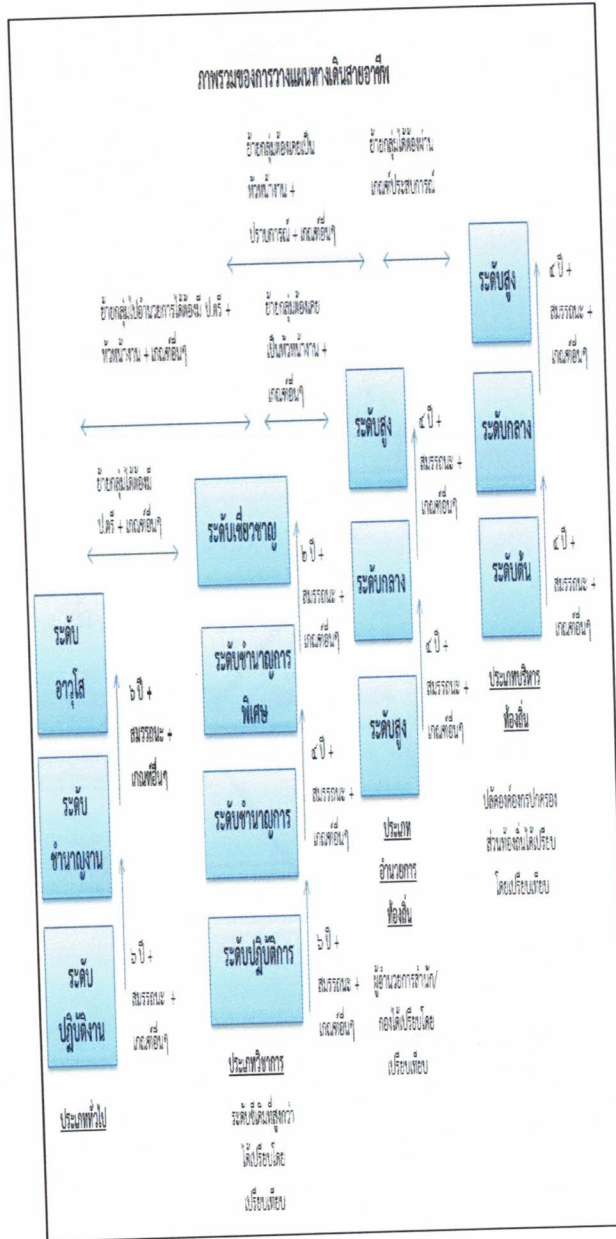 ภาพรวมของการวางแผนทางเดินสายอาชีพ
ย้ายกลุ่มต้องเคยเป็น
หัวหน้างาน +
ปราบการณ์ + เกณฑ์อื่นๆ
ย้ายกลุ่มได้ต้องผ่าน
เกณฑ์ประสบการณ์
ย้ายกลุ่มไปอำนวยการได้ต้องมี ป.ตรี +
หัวหน้างาน + เกณฑ์อื่นๆ
ย้ายกลุ่มต้องเคย
เป็นหัวหน้างาน +
เกณฑ์อื่นๆ
ย้ายกลุ่มได้ต้องมี
ป.ตรี + เกณฑ์อื่นๆ
ระดับ
อาวุโส
๖ ปี +
สมรรถนะ +
เกณฑ์อื่นๆ
ระดับ
ชำนาญงาน
๖ ปี +
สมรรถนะ +
เกณฑ์อื่นๆ
ระดับ
ปฏิบัติงาน
ประเภททั่วไป
ระดับเชี่ยวชาญ
๒ ปี +
สมรรถนะ +
เกณฑ์อื่นๆ
ระดับชำนาญการ
พิเศษ
๔ ปี +
สมรรถนะ +
เกณฑ์อื่นๆ
ระดับชำนาญการ
๖ ปี +
สมรรถนะ +
เกณฑ์อื่นๆ
ระดับปฏิบัติการ
ประเภทวิชาการ
ระดับซีเดิมที่สูงกว่า
ได้เปรียบโดย
เปรียบเทียบ
ระดับสูง
๔ ปี +
สมรรถนะ +
เกณฑ์อื่นๆ
ระดับกลาง
๔ ปี +
สมรรถนะ +
เกณฑ์อื่นๆ
ระดับสูง
ประเภท
อำนวยการ
ท้องถิ่น
ผู้อำนวยการสำนัก/
กองได้เปรียบโดย
เปรียบเทียบ
ระดับสูง
๔ ปี +
สมรรถนะ +
เกณฑ์อื่นๆ
ระดับกลาง
๔ ปี +
สมรรถนะ +
เกณฑ์อื่นๆ
ระดับต้น
ประเภทบริหาร
ท้องถิ่น
ปลัดองค์องกรปกครอง
ส่วนท้องถิ่นได้เปรียบ
โดยเปรียบเทียบ